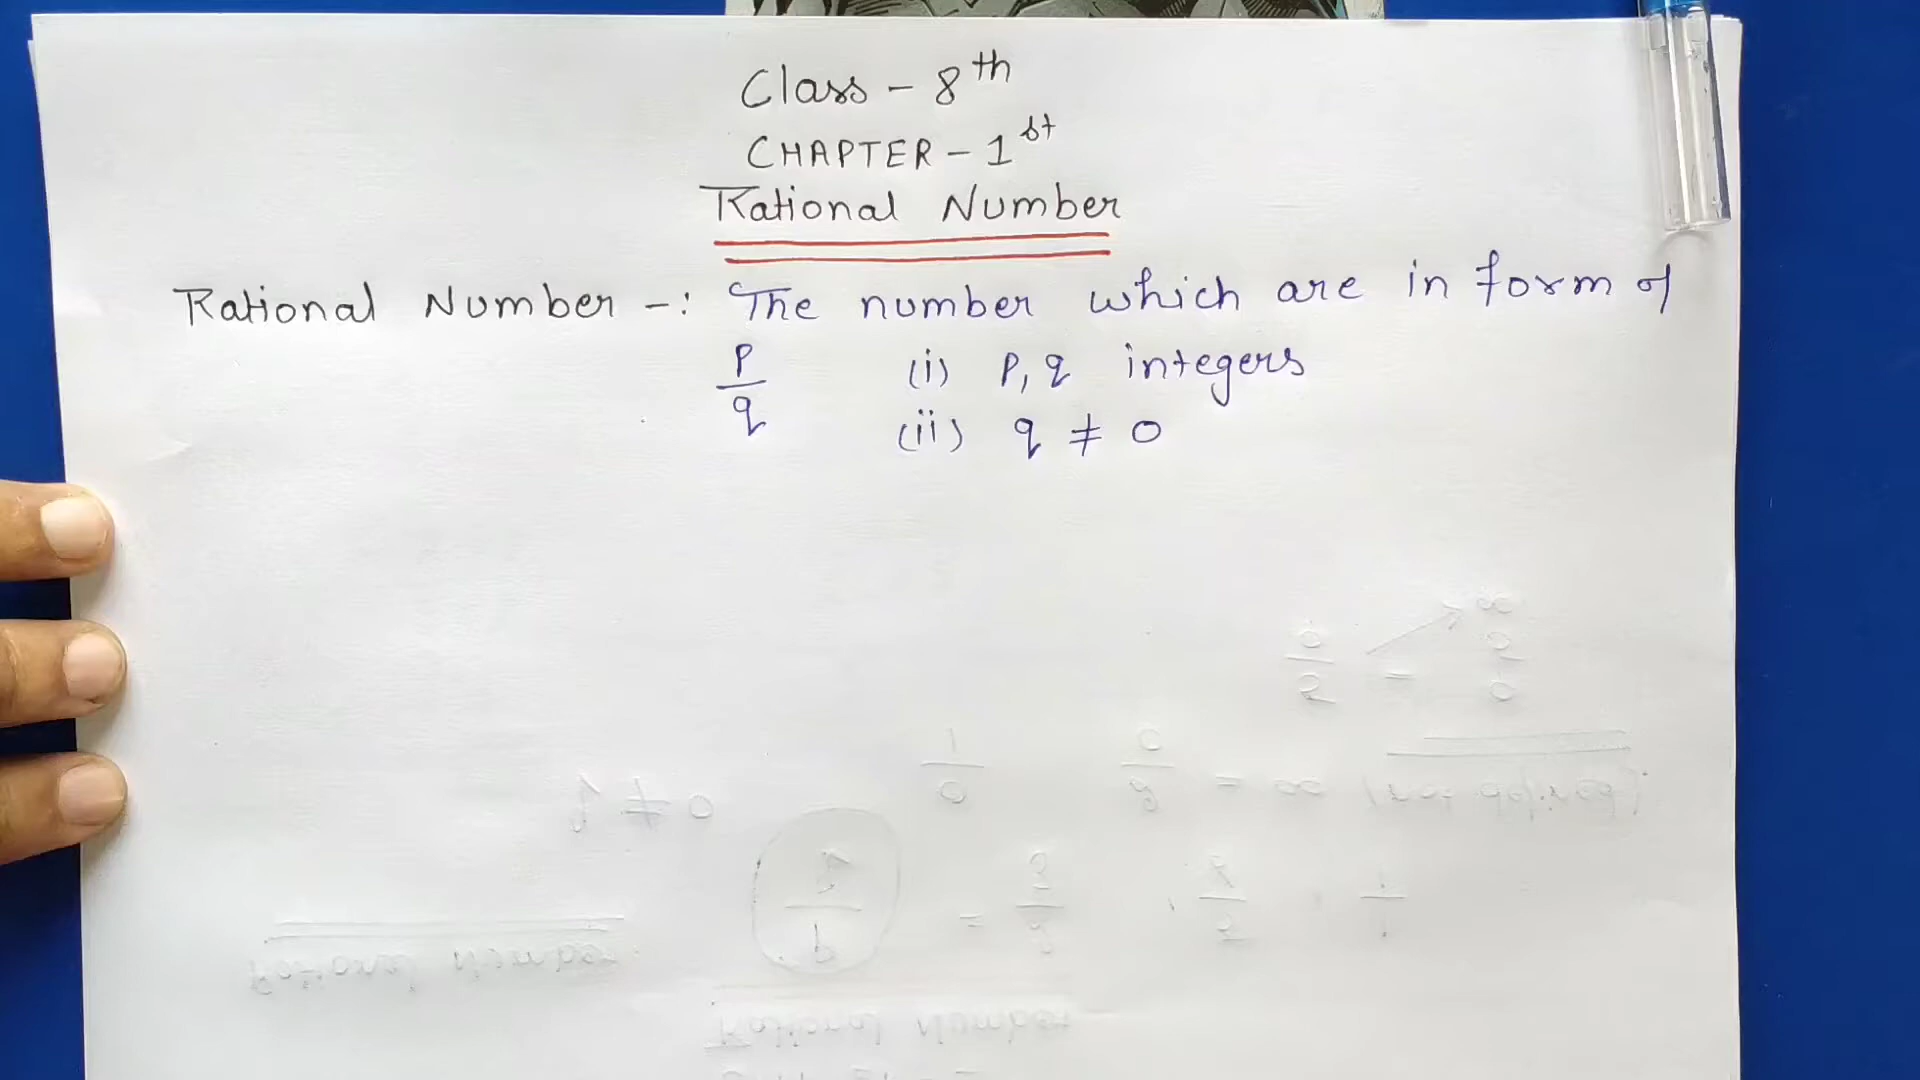 Class - 8th
CHAPTER - 1st
Rational Number
Rational Number -: The number which are in form of
p/q (i) p, q integers
(ii) q ≠ 0